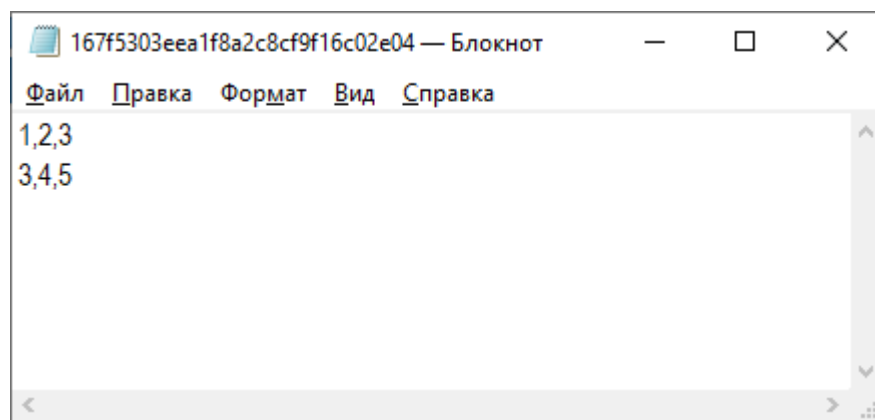 167f5303eea1f8a2c8cf9f16c02e04 — Блокнот
Файл Правка Формат Вид Справка
1,2,3
3,4,5